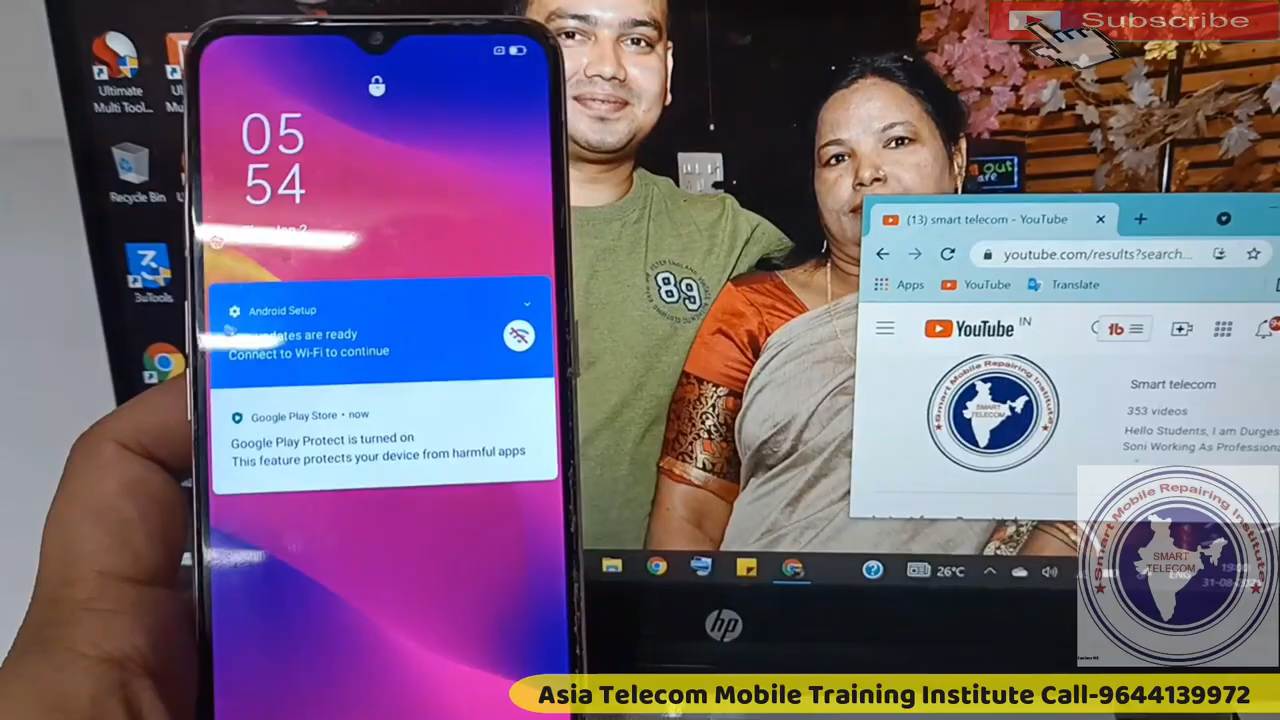 Subscribe
Ultimate
Multi Tool...
Recycle Bin
3uTools
05
54
Android Setup
updates are ready
Connect to Wi-Fi to continue
Google Play Store • now
Google Play Protect is turned on
This feature protects your device from harmful apps
89
out
(13) smart telecom - YouTube
youtube.com/results?search...
Apps
YouTube
Translate
YouTube IN
Smart Mobile Repairing Institute
SMART
TELECOM
Smart telecom
353 videos
Hello Students, I am Durges
Soni Working As Professiona
Smart Mobile Repairing Institute
SMART
TELECOM
26°C
hp
Asia Telecom Mobile Training Institute Call-9644139972